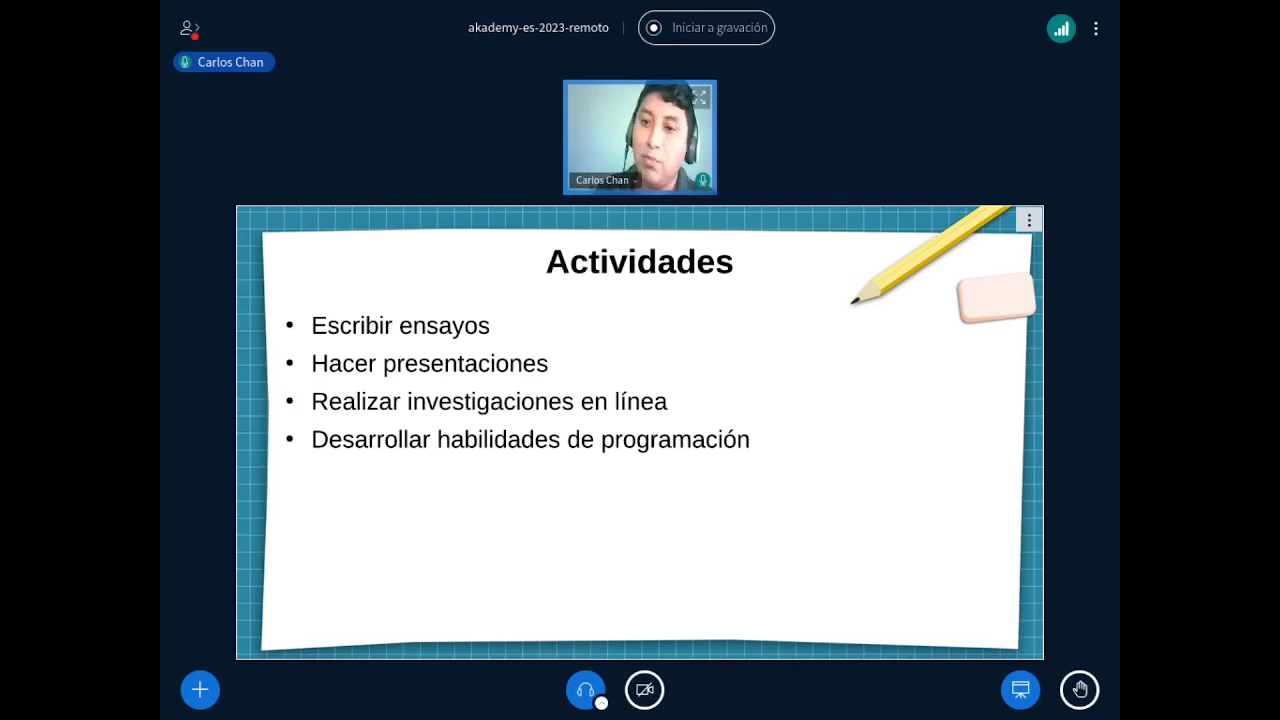 akademy-es-2023-remoto
Iniciar a gravación
Carlos Chan
Carlos Chan
Actividades
• Escribir ensayos
• Hacer presentaciones
• Realizar investigaciones en línea
• Desarrollar habilidades de programación